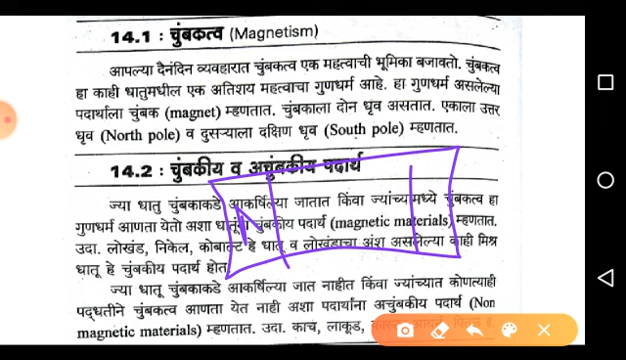 14.1 : चुंबकत्व (Magnetism)
आपल्या दैनंदिन व्यवहारात चुंबकत्व एक महत्वाची भूमिका बजावतो. चुंबकत्व
हा काही धातुमधील एक अतिशय महत्वाचा गुणधर्म आहे. हा गुणधर्म असलेल्या
पदार्थाला चुंबक (magnet) म्हणतात. चुंबकाला दोन ध्रृव असतात. एकाला उत्तर
धृव (North pole) व दुसऱ्याला दक्षिण धृव (South pole) म्हणतात.
14.2 : चुंबकीय व अचुंबकीय पदार्थ
ज्या धातु चुंबकाकडे आकर्षिल्या जातात किंवा ज्यांच्यामध्ये चुंबकत्व हा
गुणधर्म आणता येतो अशा धातूंना चुंबकीय पदार्थ (magnetic materials) म्हणतात.
उदा. लोखंड, निकेल, कोबाल्ट हे धातू व लोखंडाचा अंश असलेल्या काही मिश्र
धातू हे चुंबकीय पदार्थ होत
ज्या धातू चुंबकाकडे आकर्षिल्या जात नाहीत किंवा ज्यांच्यात कोणत्याही
पद्धतीने चुंबकत्व आणता येत नाही अशा पदार्थांना अचुंबकीय पदार्थ (Non
magnetic materials) म्हणतात. उदा. काच, लाकूड,
N